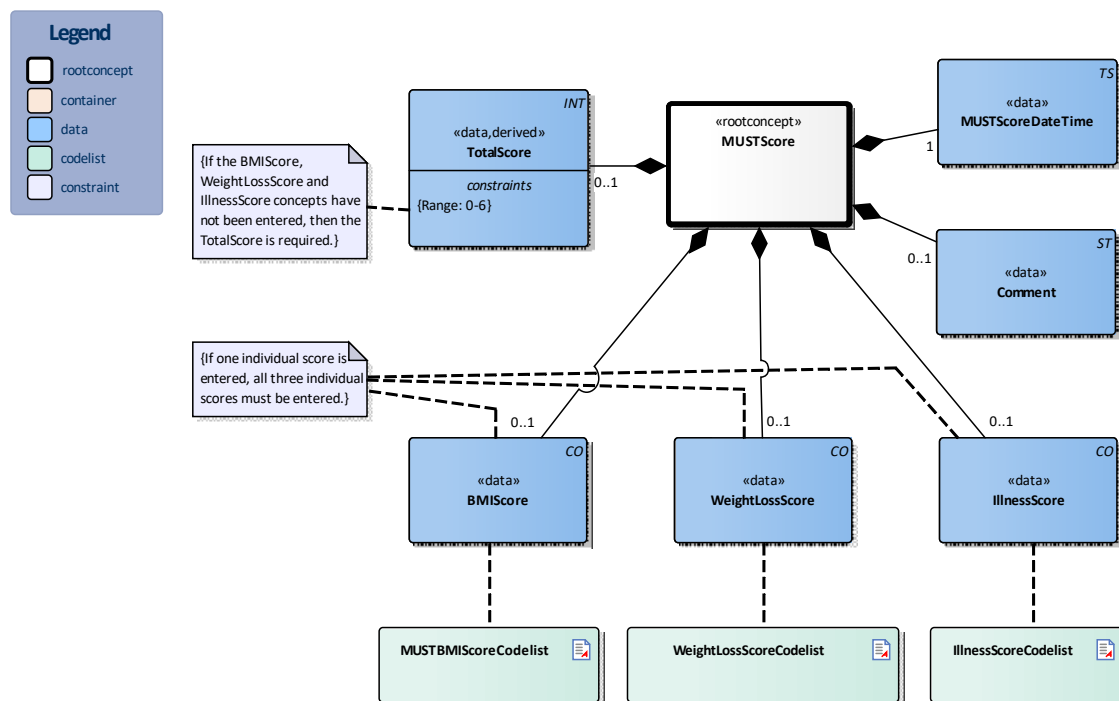 Legend
rootconcept
container
data
codelist
constraint
{If the BMIScore,
WeightLossScore and
IllnessScore concepts have
not been entered, then the
TotalScore is required.}
INT
«data,derived»
TotalScore
constraints
{Range: 0-6}
0..1
«rootconcept»
MUSTScore
TS
«data»
MUSTScoreDateTime
1
ST
«data»
Comment
0..1
{If one individual score is
entered, all three individual
scores must be entered.}
0..1
0..1
0..1
CO
«data»
BMIScore
CO
«data»
WeightLossScore
CO
«data»
IllnessScore
MUSTBMIScoreCodelist
WeightLossScoreCodelist
IllnessScoreCodelist